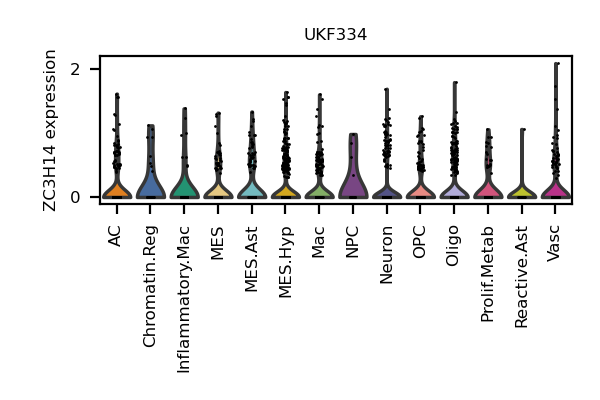 UKF334
ZC3H14 expression
2
0
AC
Chromatin.Reg
Inflammatory.Mac
MES
MES.Ast
MES.Hyp
Mac
NPC
Neuron
OPC
Oligo
Prolif.Metab
Reactive.Ast
Vasc